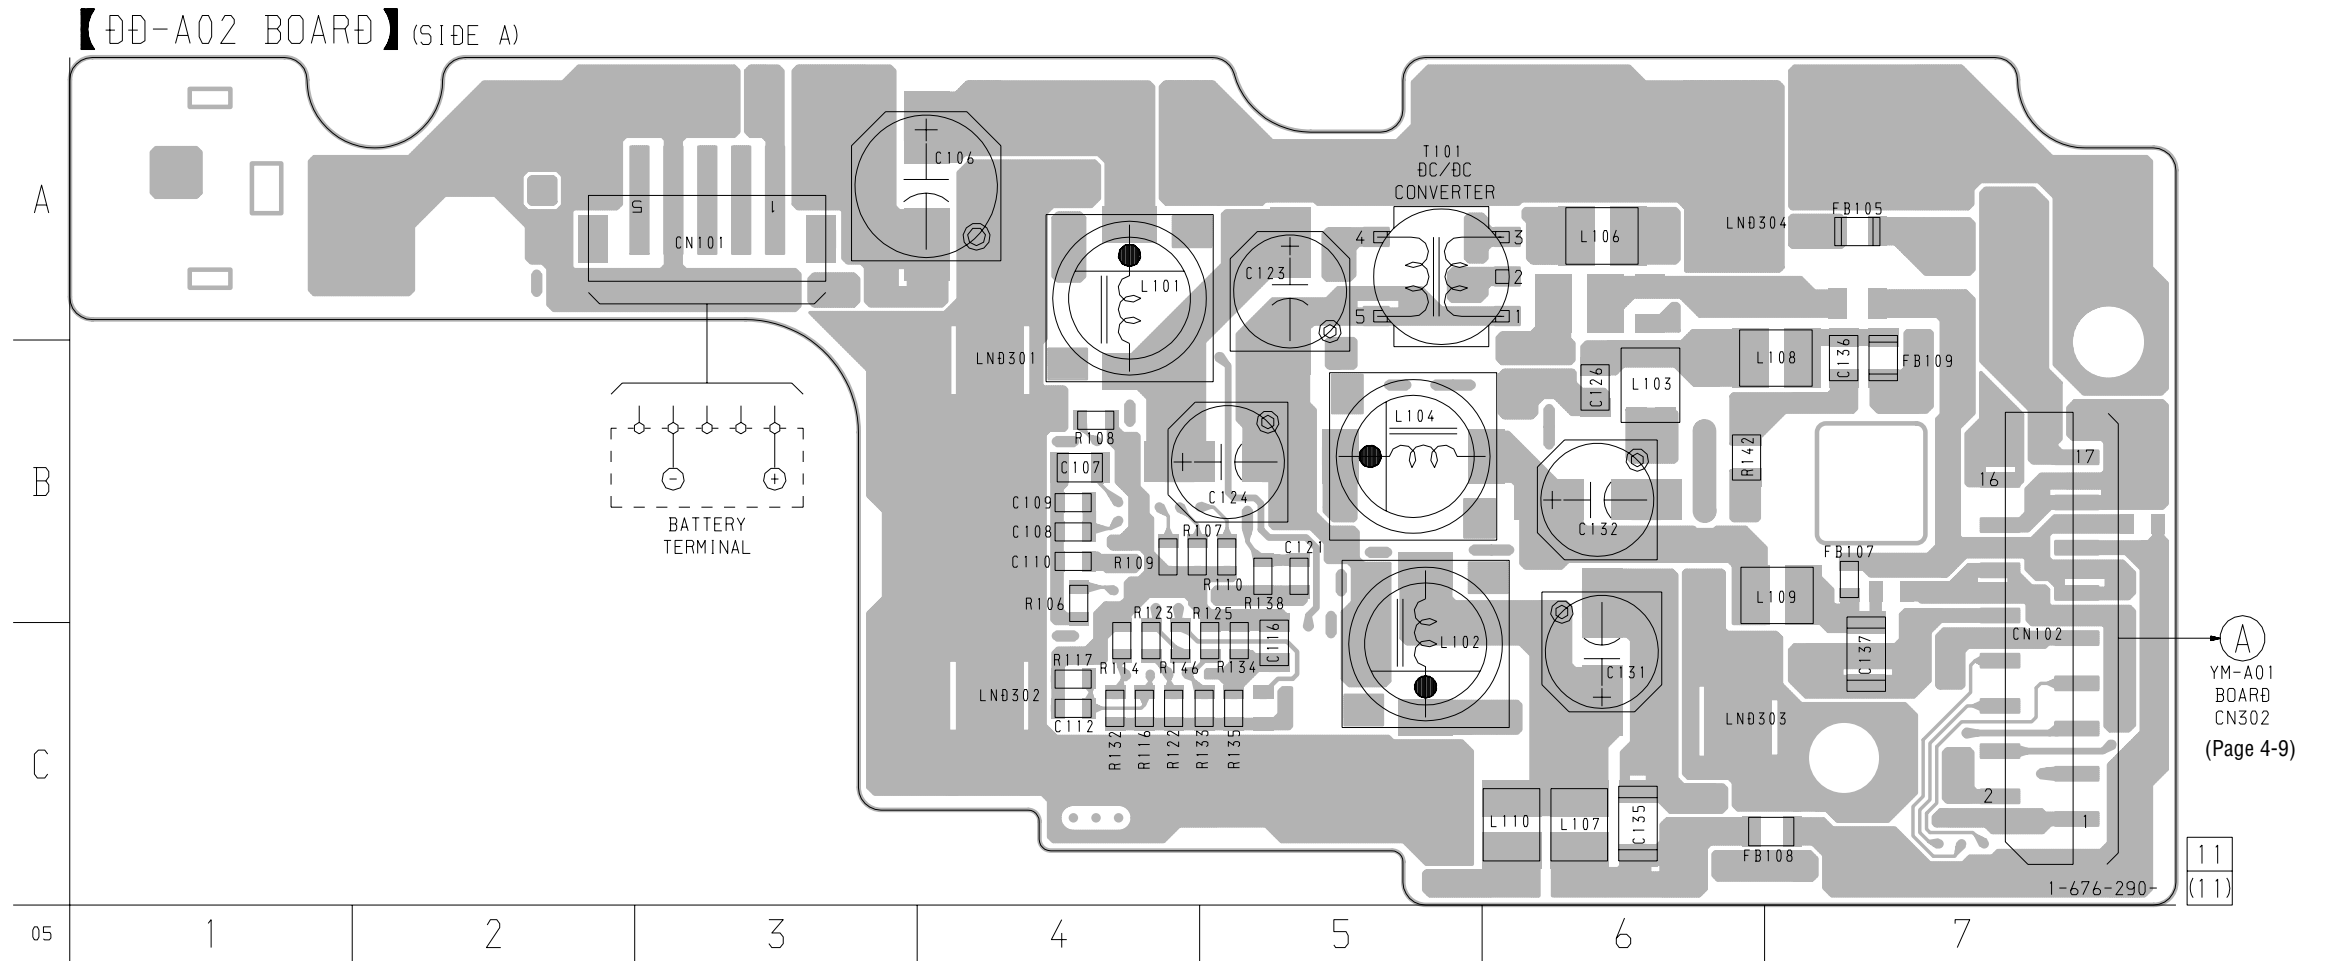 【DD-A02 BOARD】(SIDE A)
T101
DC/DC
CONVERTER
C106
A
5
1
CN101
LND304
FB105
4
3
L106
C123
2
L101
5
1
LND301
L108
C136
FB109
C126
L103
L104
R108
C107
R142
17
B
16
C124
C109
C132
BATTERY
TERMINAL
C108
R107
C121
C110
R109
FB107
R110
R106
R138
L109
R123
R125
CN102
A
C116
L102
C137
R117
R114
R146
R134
C131
YM-A01
BOARD
CN302
(Page 4-9)
LND302
C112
LND303
R132
R116
R122
R133
R135
C
2
L110
L107
C135
1
FB108
11
(11)
1-676-290-
05
1
2
3
4
5
6
7